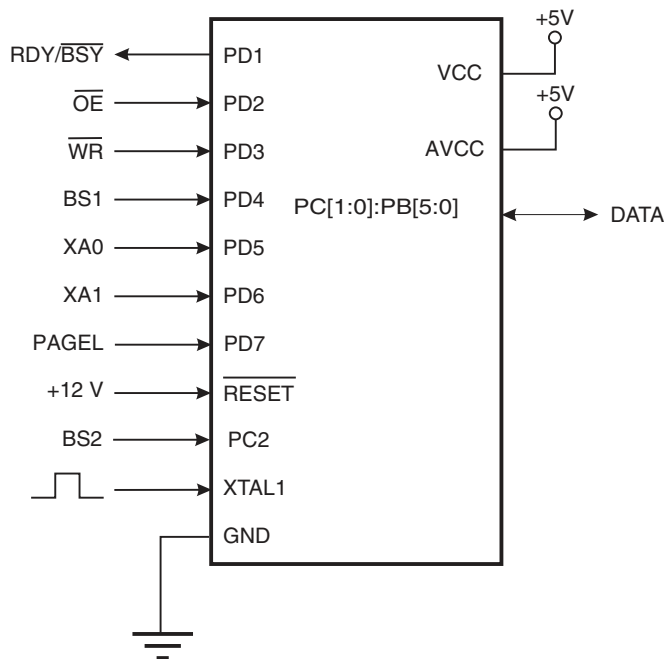 RDY/BSY PD1
OE PD2
WR PD3
BS1 PD4
XA0 PD5
XA1 PD6
PAGEL PD7
+12 V RESET
BS2 PC2
XTAL1
GND
+5V
VCC
+5V
AVCC
PC[1:0]:PB[5:0]
DATA